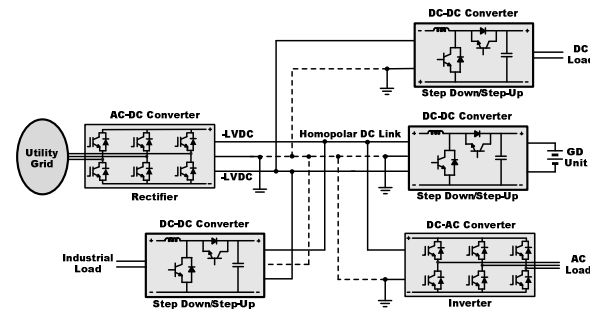 DC-DC Converter
DC
Load
Step Down/Step-Up
AC-DC Converter
Utility
Grid
-LVDC
-LVDC
Rectifier
Homopolar DC Link
DC-DC Converter
GD
Unit
Step Down/Step-Up
DC-DC Converter
Industrial
Load
Step Down/Step-Up
DC-AC Converter
AC
Load
Inverter